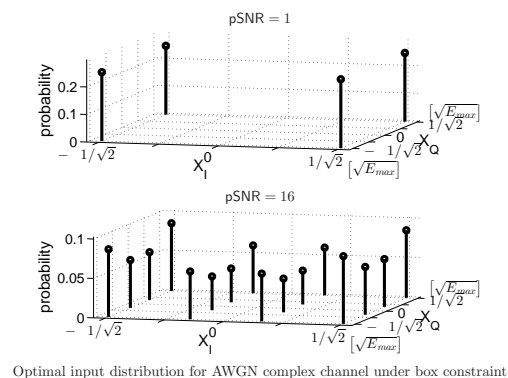 pSNR = 1
probability
0.2
0.1
0
− 1/√2
0
1/√2
X_I
[√E_max]
− 1/√2
0
1/√2
X_Q
[√E_max]
pSNR = 16
probability
0.1
0.05
0
− 1/√2
0
1/√2
X_I
[√E_max]
− 1/√2
0
1/√2
X_Q
[√E_max]
Optimal input distribution for AWGN complex channel under box constraint